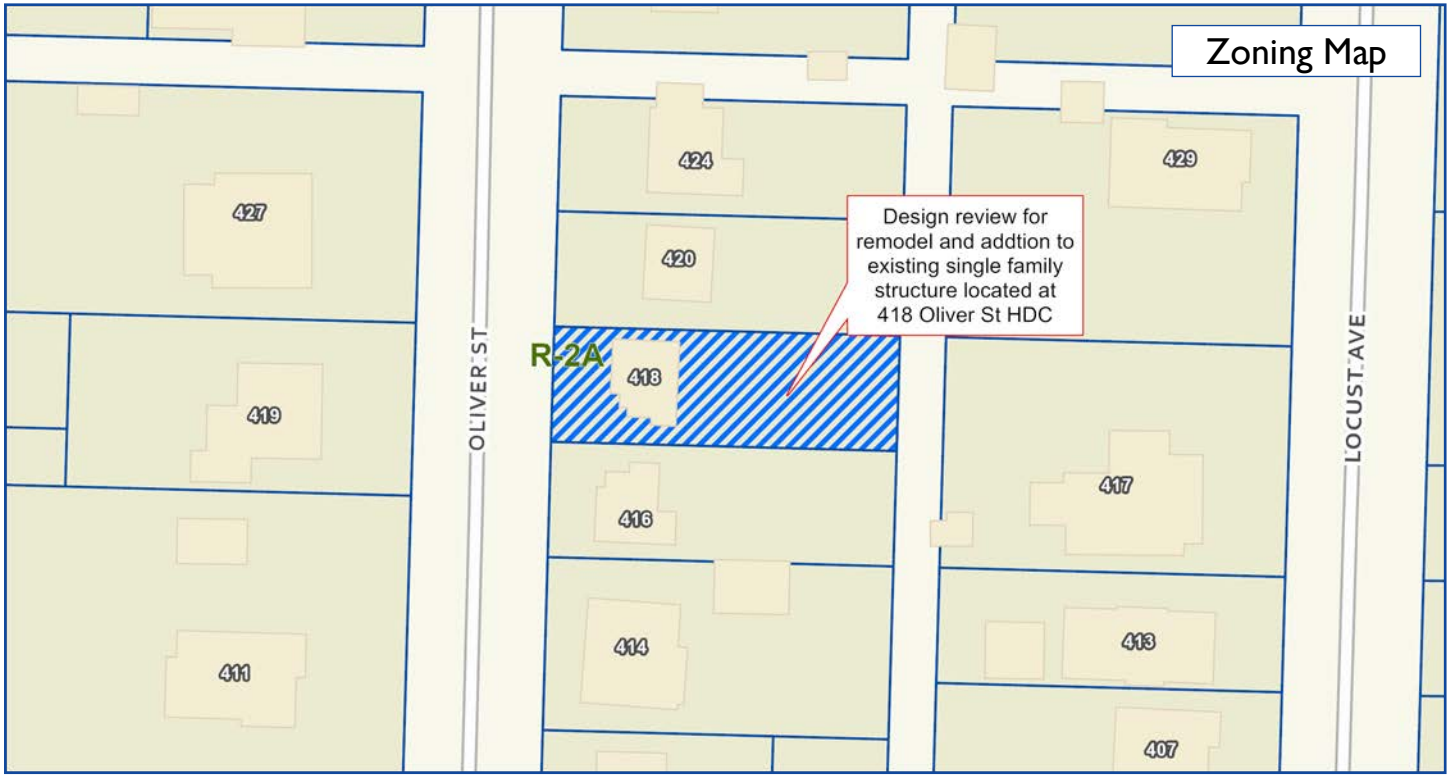 Zoning Map
424
429
427
Design review for
remodel and addtion to
existing single family
structure located at
418 Oliver St HDC
420
R-2A
418
OLIVER ST
LOCUST AVE
419
417
416
414
413
411
407